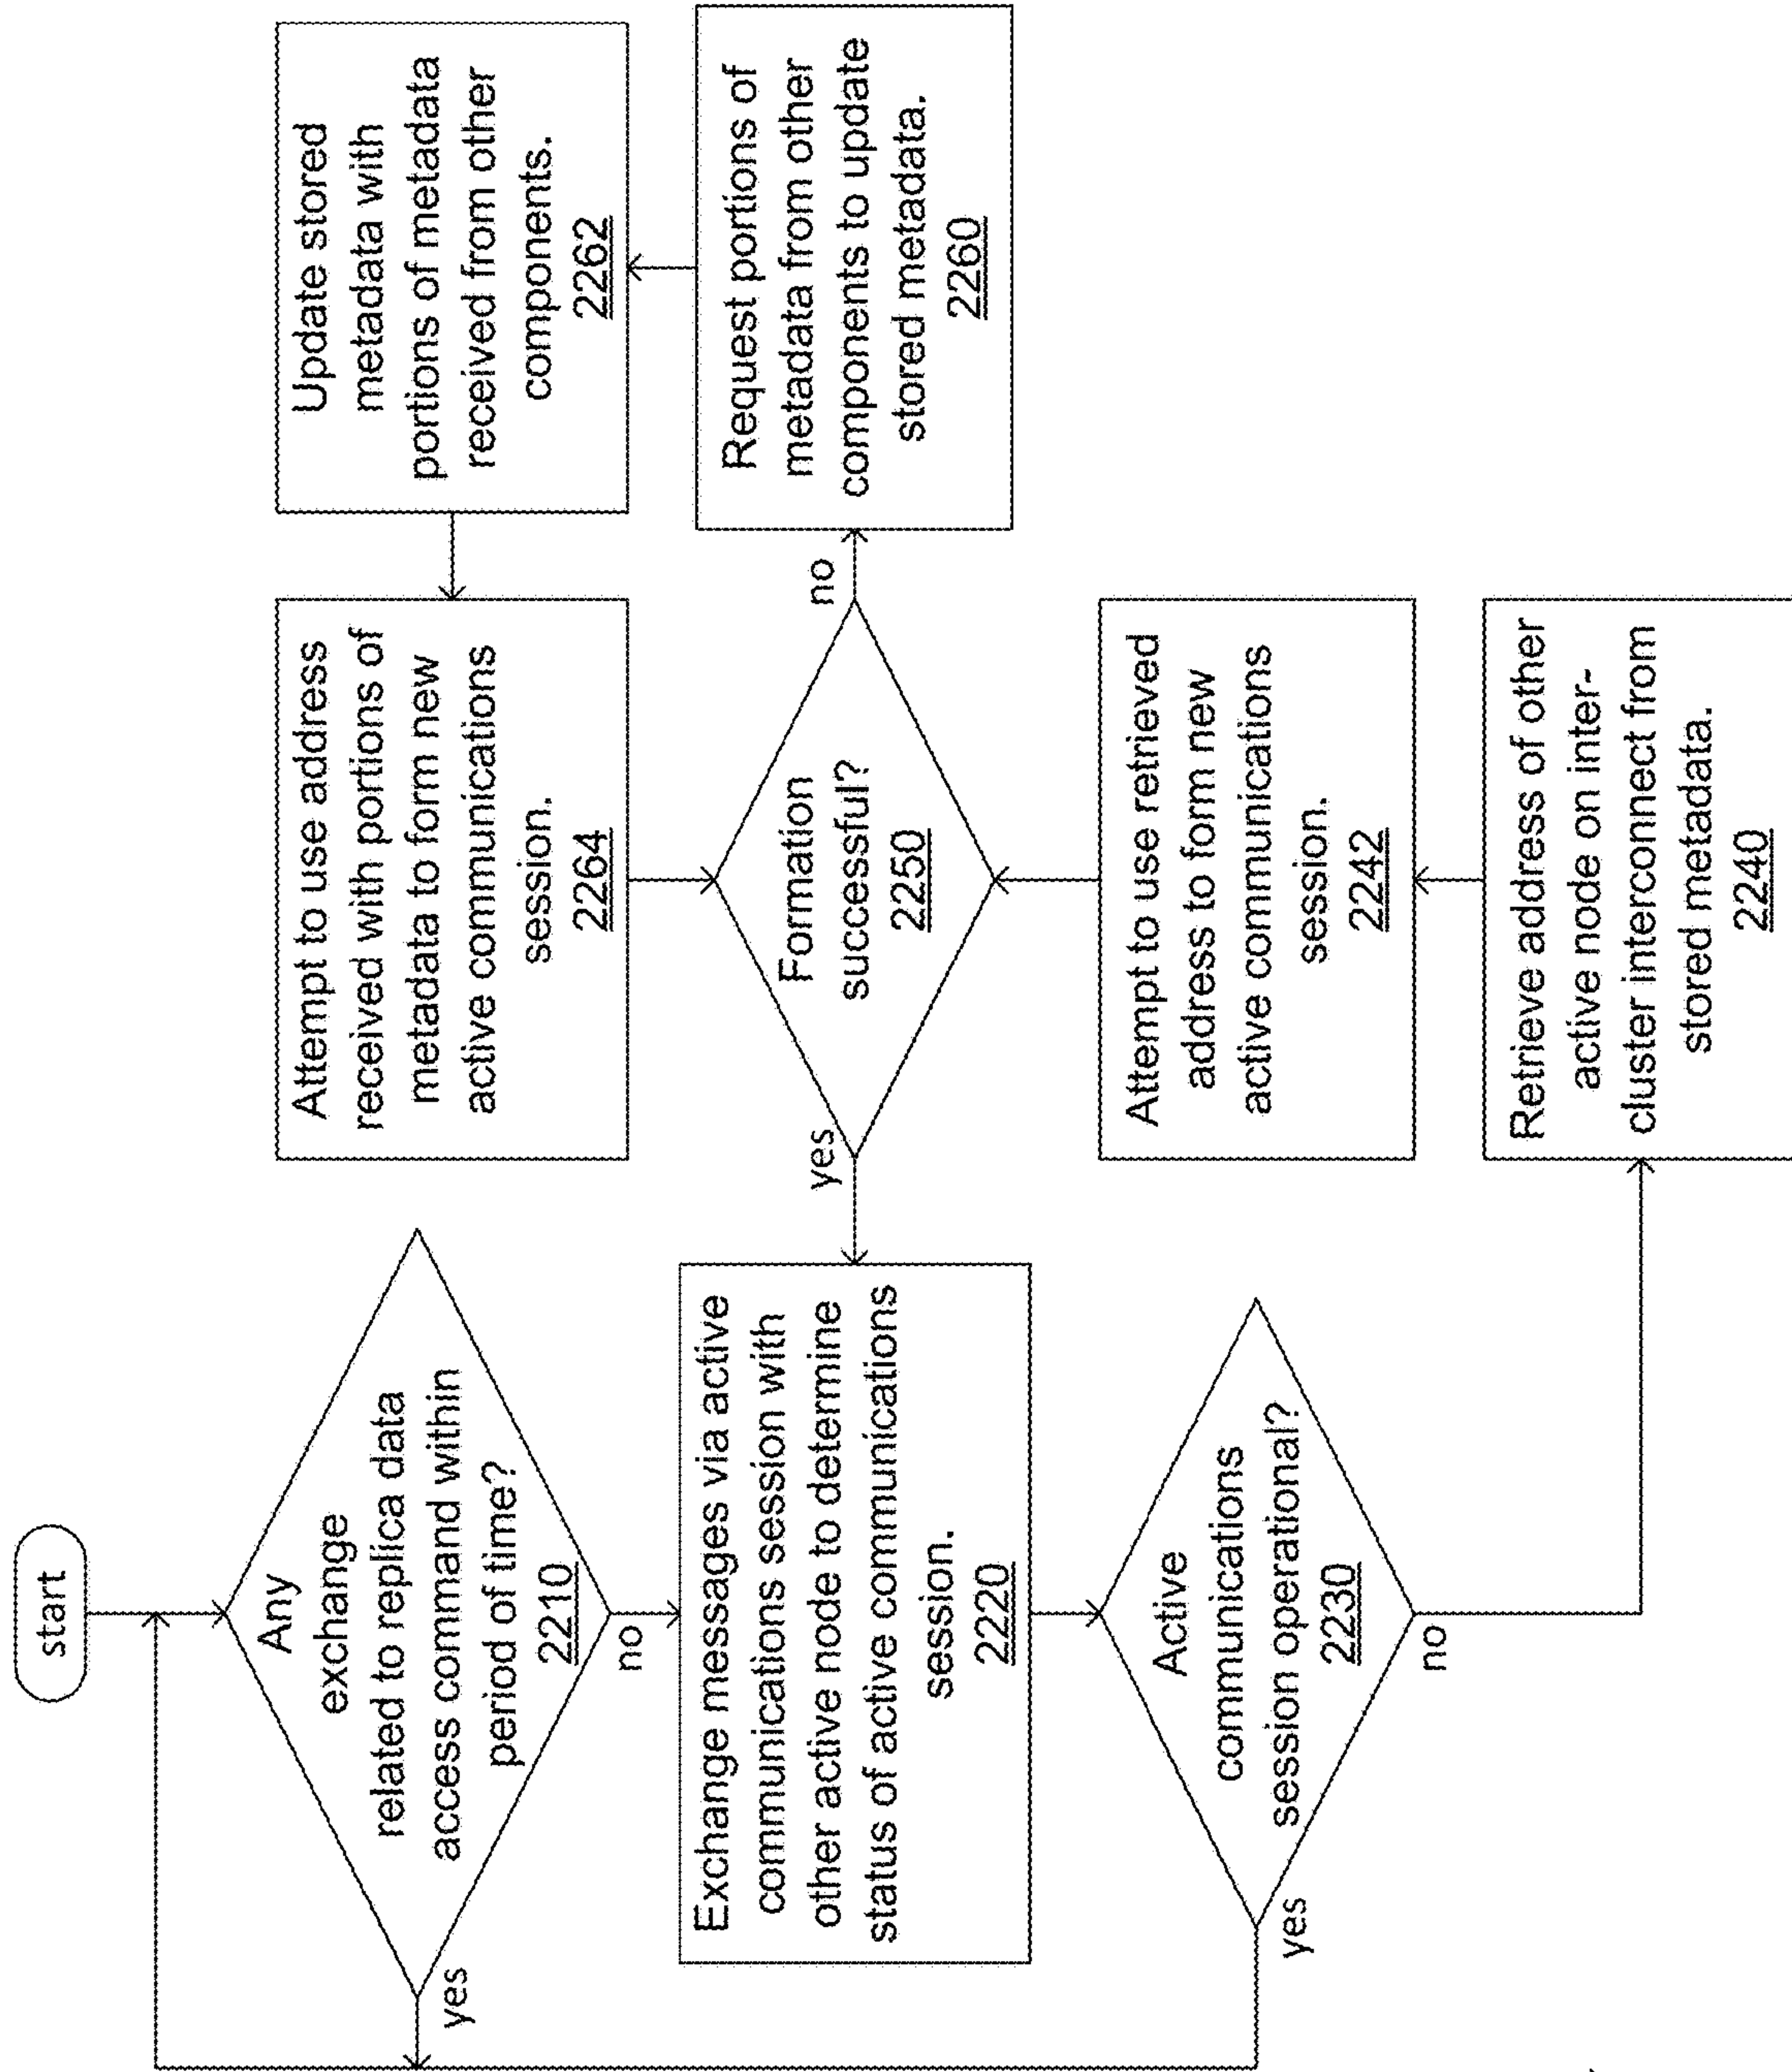 start
Any
exchange
related to replica data
access command within
period of time?
2210
yes
no
Exchange messages via active
communications session with
other active node to determine
status of active communications
session.
2220
Active
communications
session operational?
2230
yes
no
Retrieve address of other
active node on inter-
cluster interconnect from
stored metadata.
2240
Attempt to use retrieved
address to form new
active communications
session.
2242
Formation
successful?
2250
yes
no
Request portions of
metadata from other
components to update
stored metadata.
2260
Update stored
metadata with
portions of metadata
received from other
components.
2262
Attempt to use address
received with portions of
metadata to form new
active communications
session.
2264